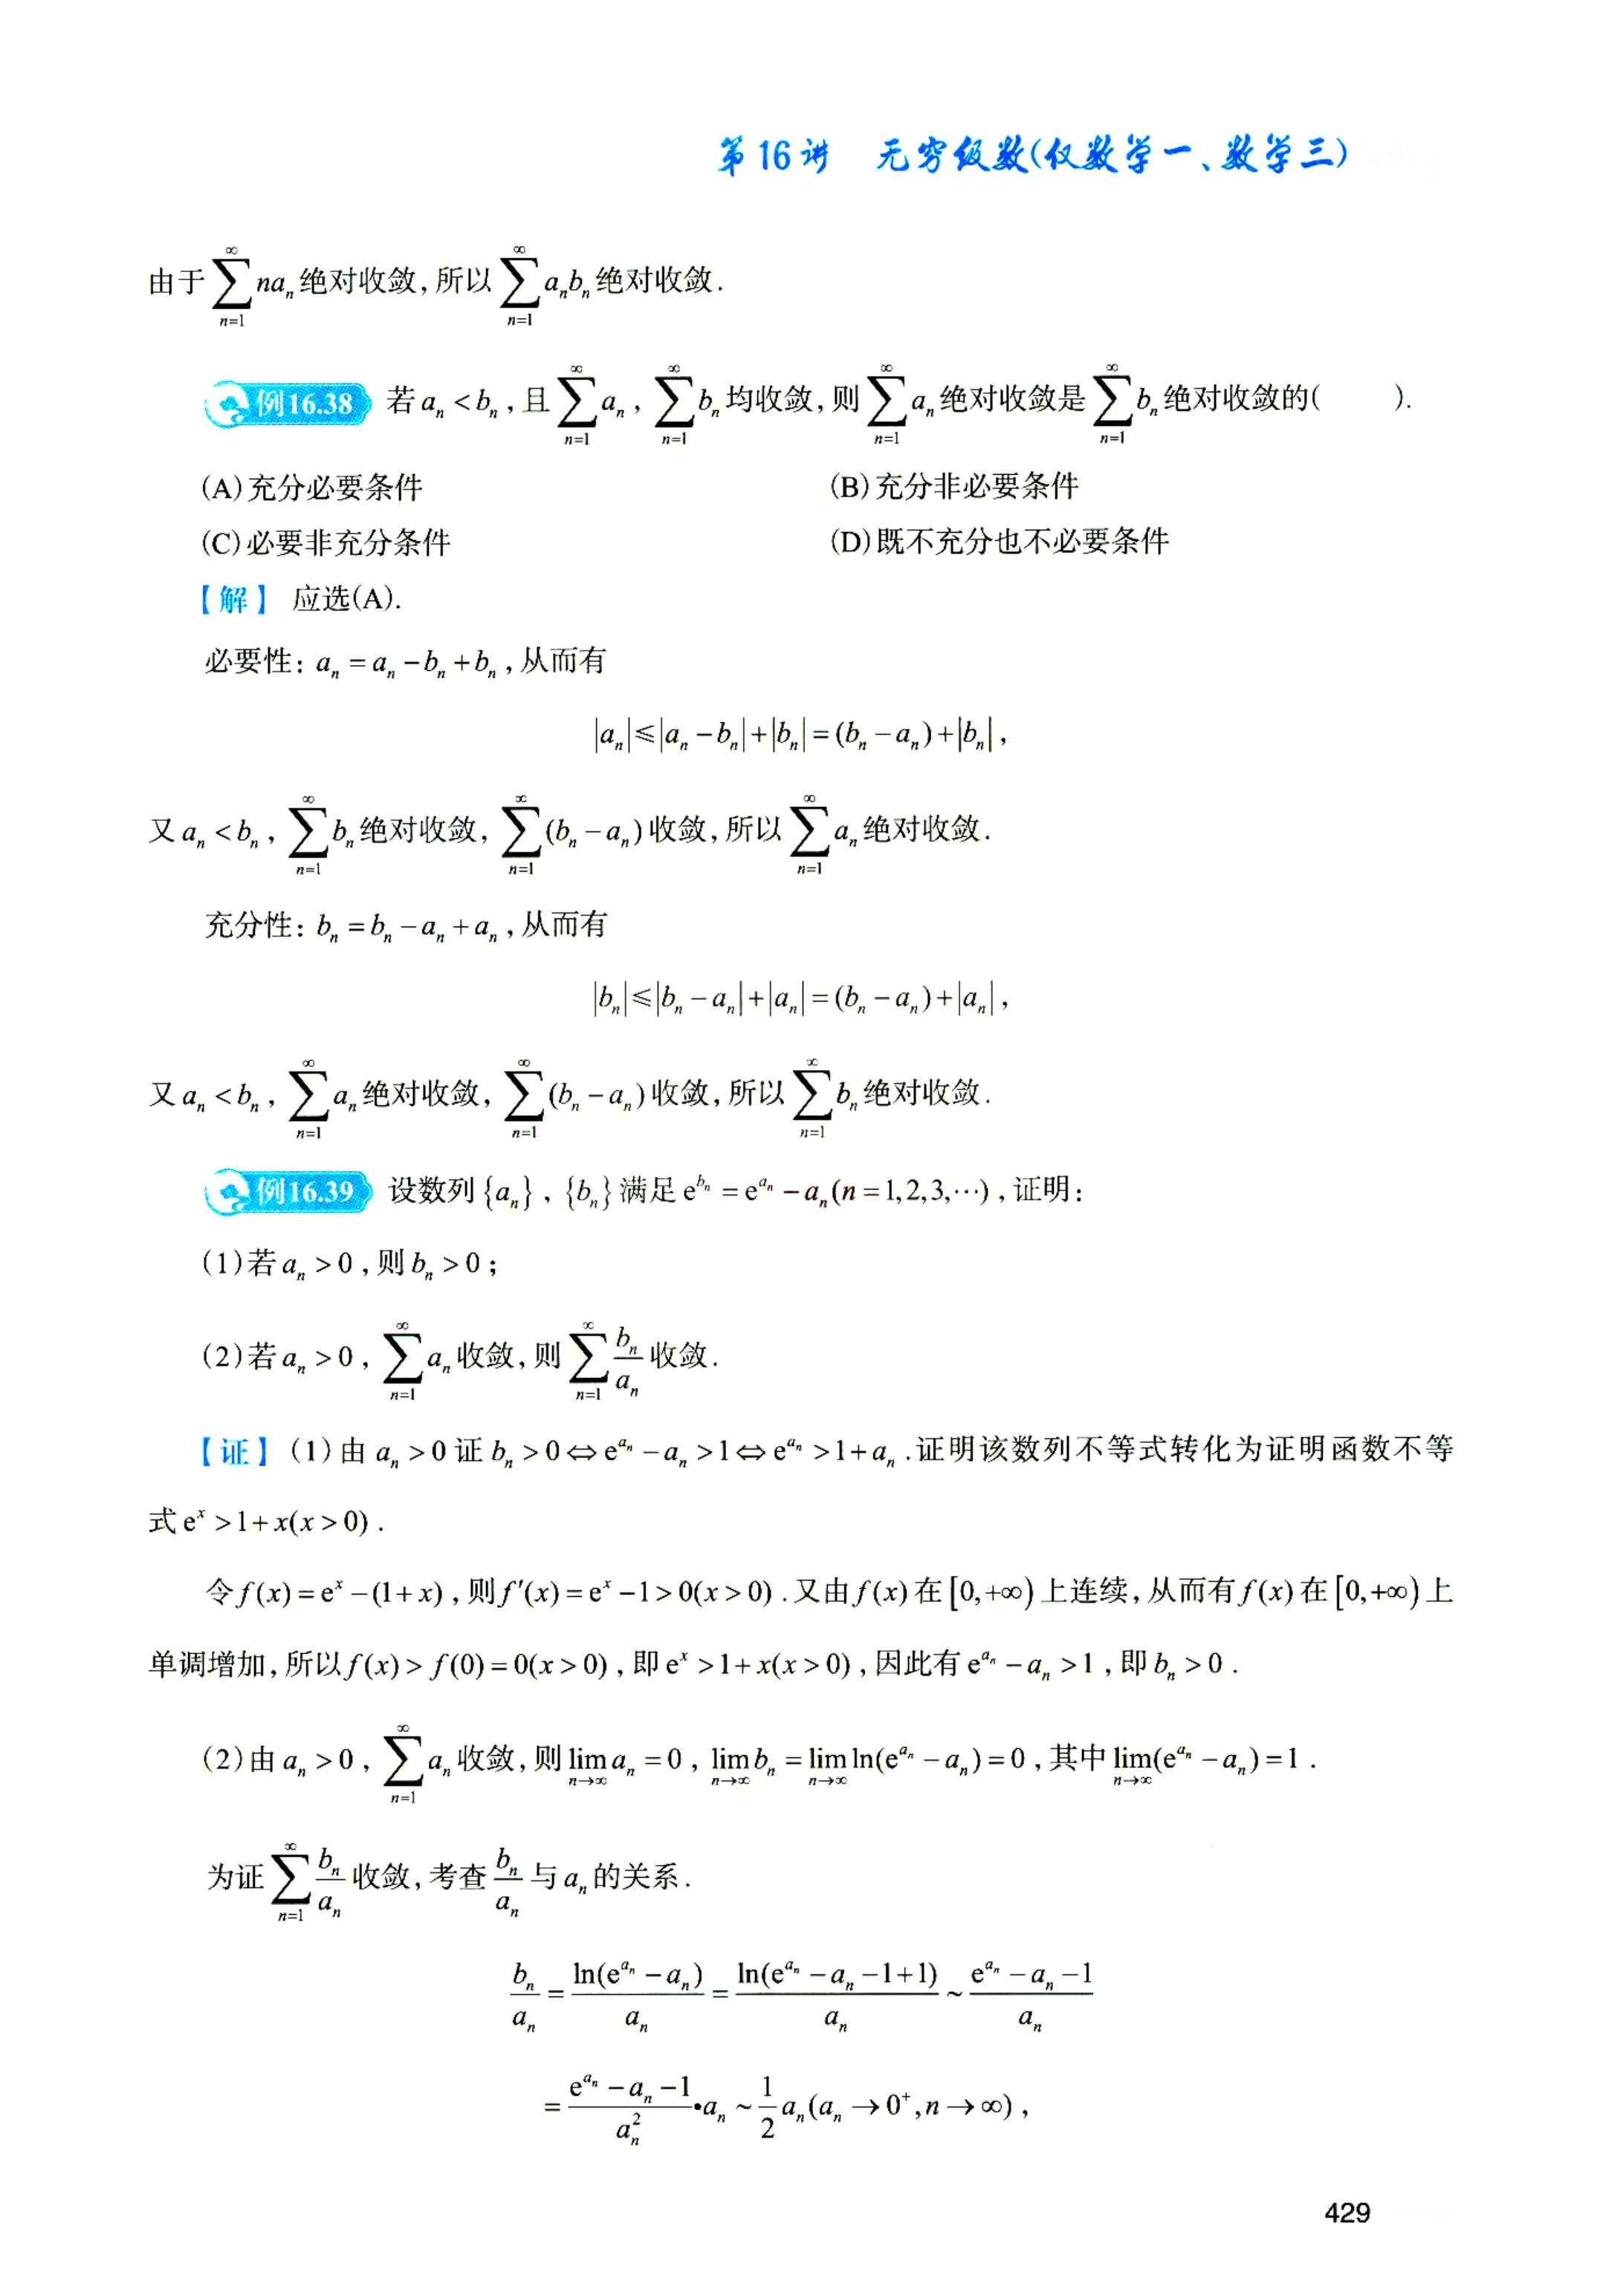 第16讲 无穷级数(仅数学一、数学三)
由于$\sum_{n=1}^{\infty} na_n$绝对收敛,所以$\sum_{n=1}^{\infty} a_nb_n$绝对收敛.
例16.38 若$a_n<b_n$,且$\sum_{n=1}^{\infty} a_n$,$\sum_{n=1}^{\infty} b_n$均收敛,则$\sum_{n=1}^{\infty} a_n$绝对收敛是$\sum_{n=1}^{\infty} b_n$绝对收敛的( ).
(A)充分必要条件 (B)充分非必要条件
(C)必要非充分条件 (D)既不充分也不必要条件
【解】 应选(A).
必要性:$a_n=a_n-b_n+b_n$,从而有
$|a_n|\leqslant|a_n-b_n|+|b_n|=(b_n-a_n)+|b_n|$,
又$a_n<b_n$,$\sum_{n=1}^{\infty} b_n$绝对收敛,$\sum_{n=1}^{\infty}(b_n-a_n)$收敛,所以$\sum_{n=1}^{\infty} a_n$绝对收敛.
充分性:$b_n=b_n-a_n+a_n$,从而有
$|b_n|\leqslant|b_n-a_n|+|a_n|=(b_n-a_n)+|a_n|$,
又$a_n<b_n$,$\sum_{n=1}^{\infty} a_n$绝对收敛,$\sum_{n=1}^{\infty}(b_n-a_n)$收敛,所以$\sum_{n=1}^{\infty} b_n$绝对收敛.
例16.39 设数列$\{a_n\}$,$\{b_n\}$满足$e^{b_n}=e^{a_n}-a_n(n=1,2,3,\cdots)$,证明:
(1)若$a_n>0$,则$b_n>0$;
(2)若$a_n>0$,$\sum_{n=1}^{\infty} a_n$收敛,则$\sum_{n=1}^{\infty}\frac{b_n}{a_n}$收敛.
【证】(1)由$a_n>0$证$b_n>0\Leftrightarrow e^{a_n}-a_n>1\Leftrightarrow e^{a_n}>1+a_n$.证明该数列不等式转化为证明函数不等
式$e^x>1+x(x>0)$.
令$f(x)=e^x-(1+x)$,则$f'(x)=e^x-1>0(x>0)$.又由$f(x)$在$[0,+\infty)$上连续,从而有$f(x)$在$[0,+\infty)$上
单调增加,所以$f(x)>f(0)=0(x>0)$,即$e^x>1+x(x>0)$,因此有$e^{a_n}-a_n>1$,即$b_n>0$.
(2)由$a_n>0$,$\sum_{n=1}^{\infty} a_n$收敛,则$\lim_{n\to\infty}a_n=0$,$\lim_{n\to\infty}b_n=\lim_{n\to\infty}\ln(e^{a_n}-a_n)=0$,其中$\lim_{n\to\infty}(e^{a_n}-a_n)=1$.
为证$\sum_{n=1}^{\infty}\frac{b_n}{a_n}$收敛,考查$\frac{b_n}{a_n}$与$a_n$的关系.
$\frac{b_n}{a_n}=\frac{\ln(e^{a_n}-a_n)}{a_n}=\frac{\ln(e^{a_n}-a_n-1+1)}{a_n}\sim\frac{e^{a_n}-a_n-1}{a_n}$
$=\frac{e^{a_n}-a_n-1}{a_n^2}\bullet a_n\sim\frac{1}{2}a_n(a_n\to0^+,n\to\infty)$,
429